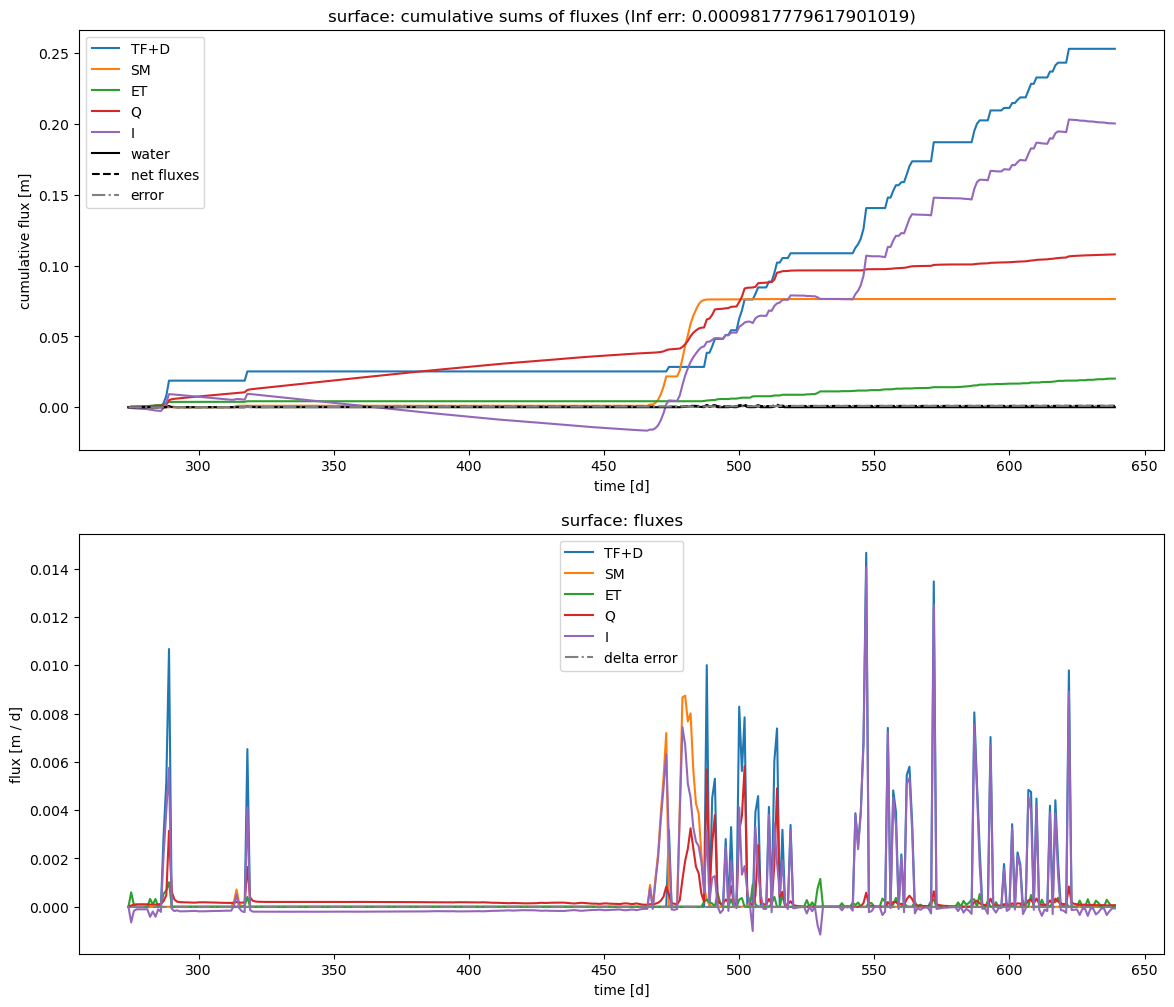 surface: cumulative sums of fluxes (Inf err: 0.0009817779617901019)
cumulative flux [m]
0.25
0.20
0.15
0.10
0.05
0.00
TF+D
SM
ET
Q
I
water
net fluxes
error
300
350
400
450
500
550
600
650
time [d]
surface: fluxes
flux [m / d]
0.014
0.012
0.010
0.008
0.006
0.004
0.002
0.000
TF+D
SM
ET
Q
I
delta error
300
350
400
450
500
550
600
650
time [d]